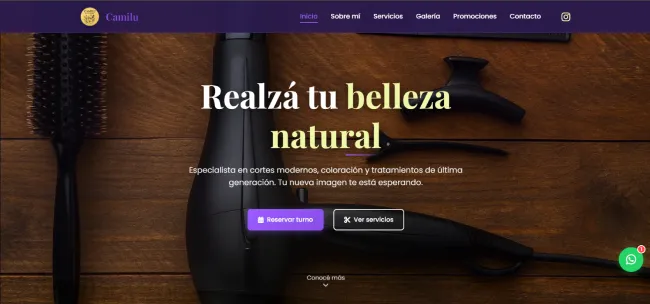 Camilu
Inicio Sobre mí Servicios Galería Promociones Contacto
Realzá tu belleza
natural
Especialista en cortes modernos, coloración y tratamientos de última
generación. Tu nueva imagen te está esperando.
Reservar turno Ver servicios
Conocé más
1